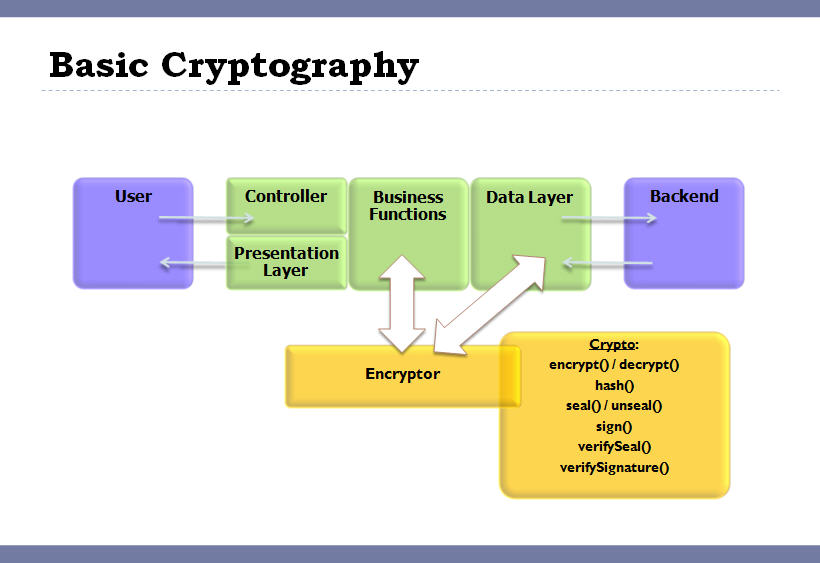 Basic Cryptography
User
Controller
Business
Functions
Data Layer
Backend
Presentation
Layer
Encryptor
Crypto:
encrypt() / decrypt()
hash()
seal() / unseal()
sign()
verifySeal()
verifySignature()